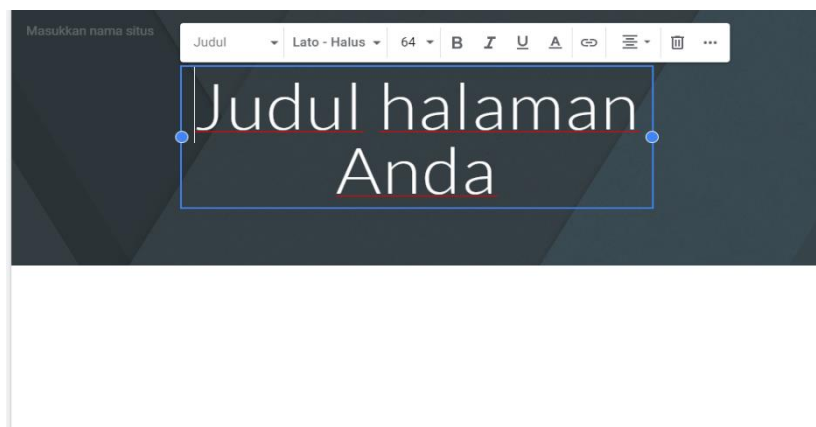 Masukkan nama situs
Judul Lato - Halus 64 B I U A
Judul halaman
Anda